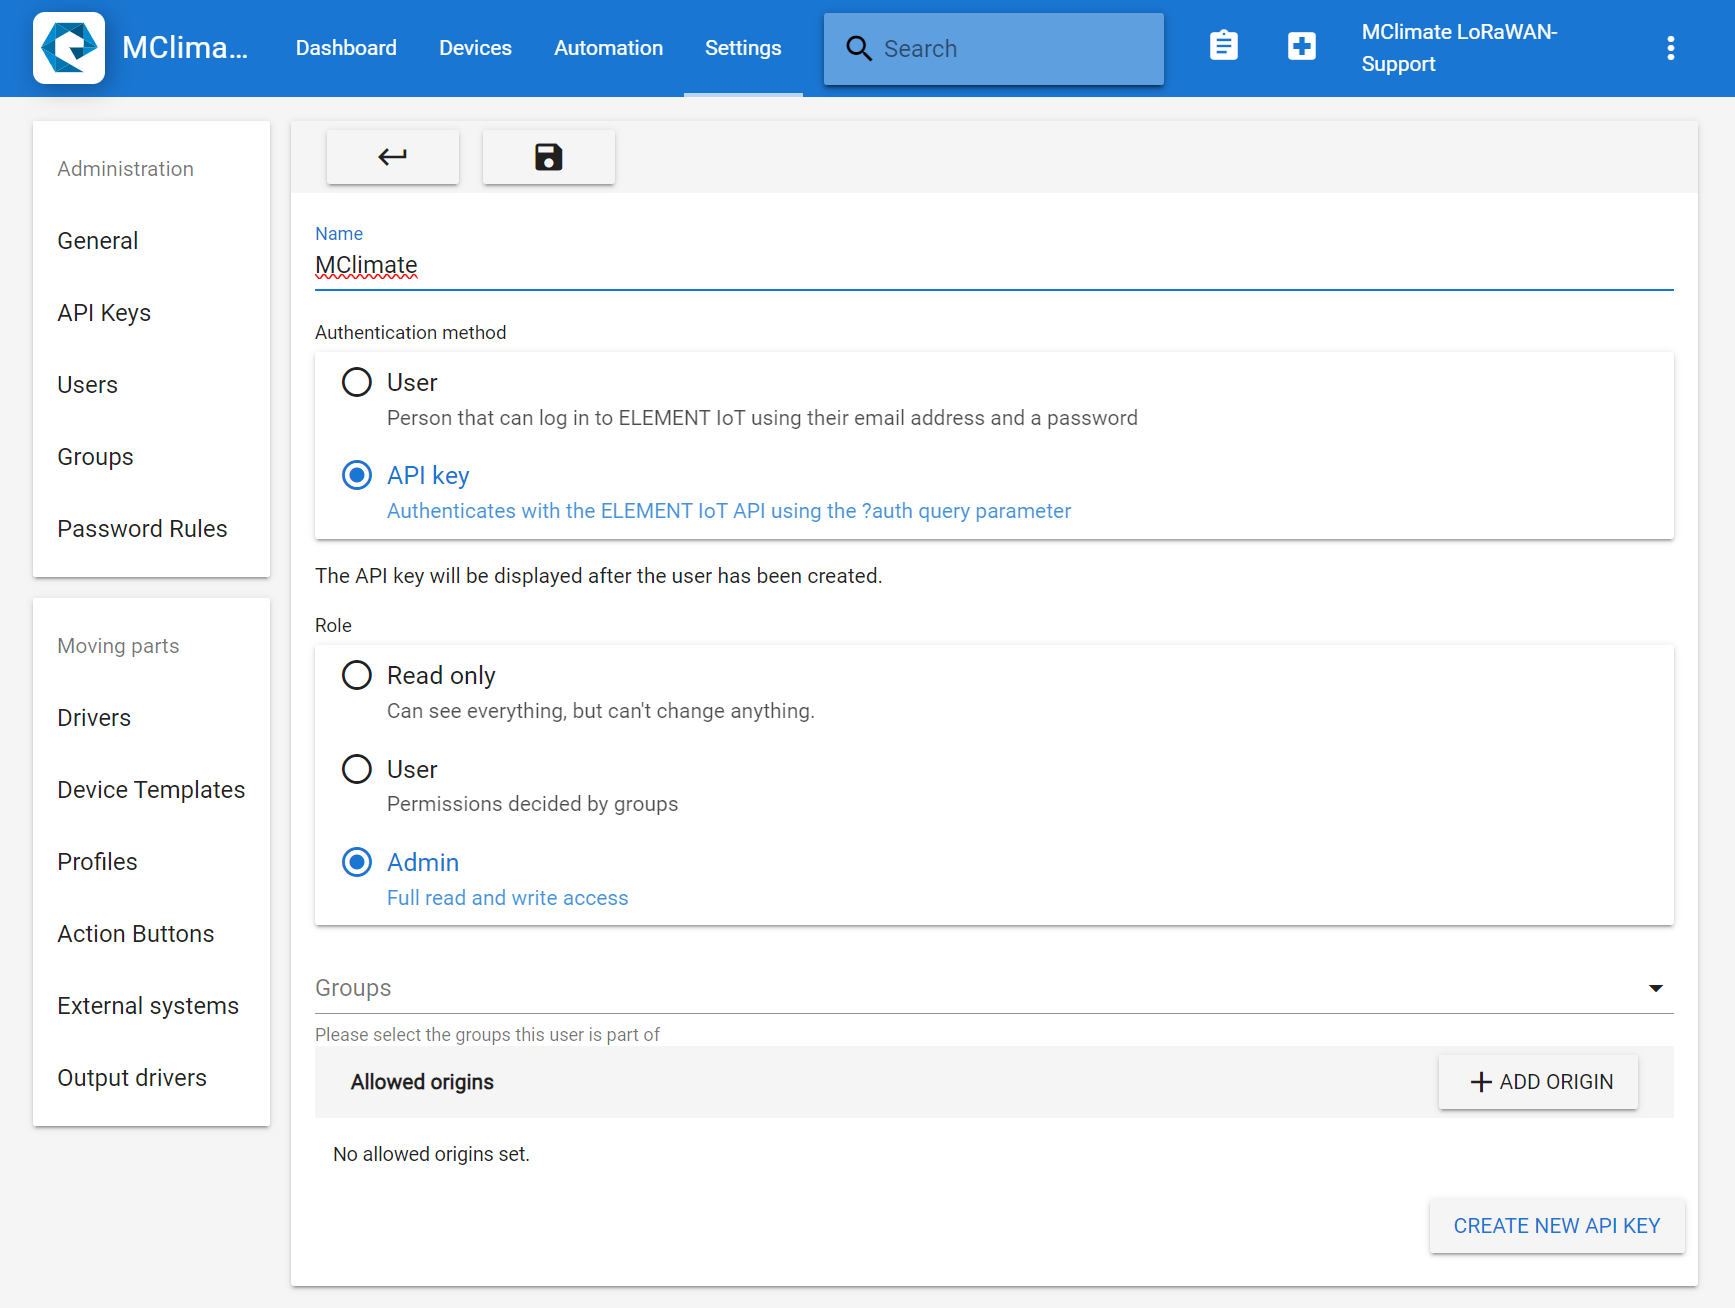 MClima...
Dashboard
Devices
Automation
Settings
Search
MClimate LoRaWAN-
Support
Administration
General
API Keys
Users
Groups
Password Rules
Moving parts
Drivers
Device Templates
Profiles
Action Buttons
External systems
Output drivers
Name
MClimate
Authentication method
User
Person that can log in to ELEMENT IoT using their email address and a password
API key
Authenticates with the ELEMENT IoT API using the ?auth query parameter
The API key will be displayed after the user has been created.
Role
Read only
Can see everything, but can't change anything.
User
Permissions decided by groups
Admin
Full read and write access
Groups
Please select the groups this user is part of
Allowed origins
ADD ORIGIN
No allowed origins set.
CREATE NEW API KEY